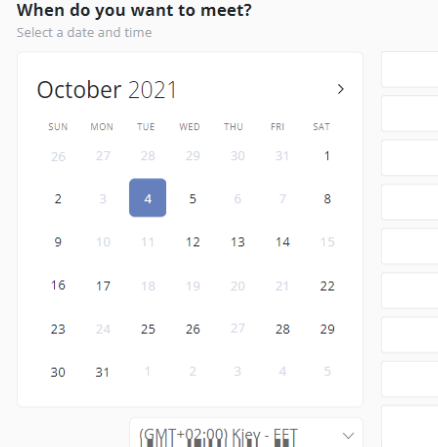 When do you want to meet?
Select a date and time
October 2021
SUN MON TUE WED THU FRI SAT
26 27 28 29 30 31 1
2 3 4 5 6 7 8
9 10 11 12 13 14 15
16 17 18 19 20 21 22
23 24 25 26 27 28 29
30 31 1 2 3 4 5
(GMT+02:00) Kiev - EET